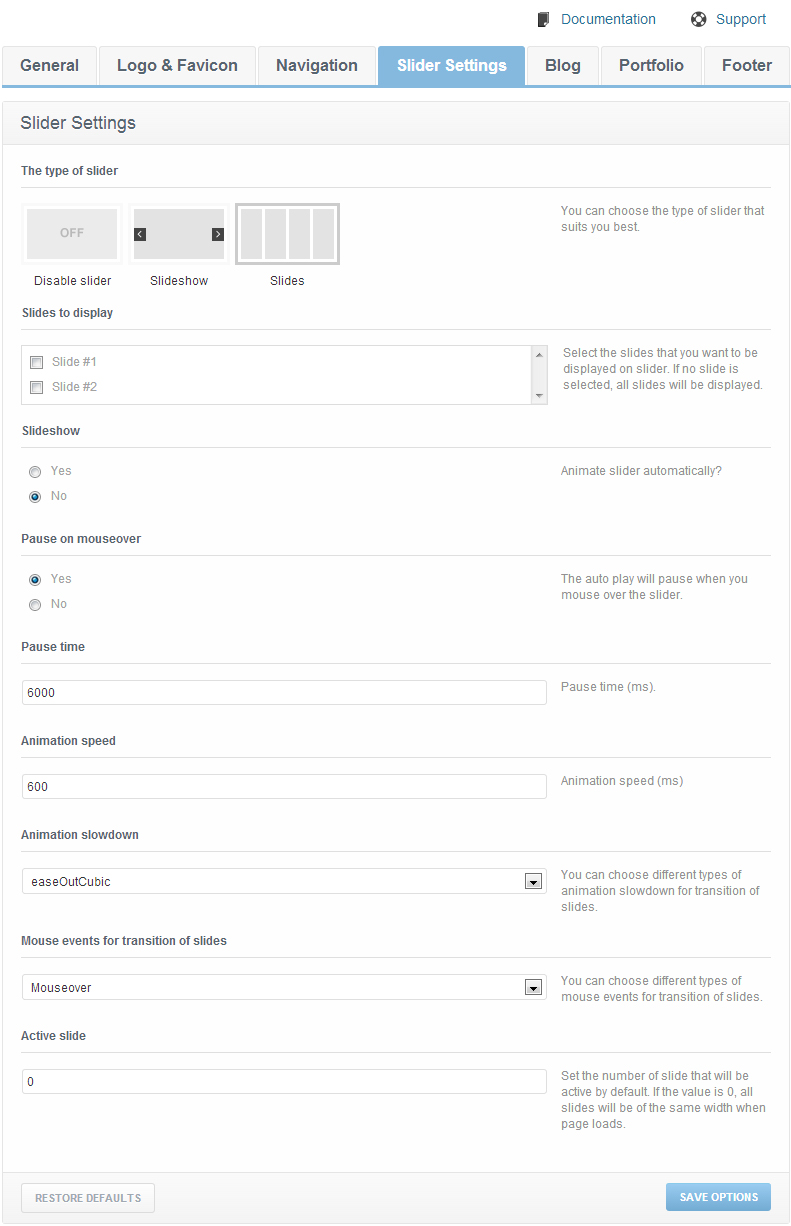 Documentation Support
General Logo & Favicon Navigation Slider Settings Blog Portfolio Footer
Slider Settings
The type of slider
OFF
Disable slider Slideshow Slides
You can choose the type of slider that
suits you best.
Slides to display
Slide #1
Slide #2
Select the slides that you want to be
displayed on slider. If no slide is
selected, all slides will be displayed.
Slideshow
Yes
No
Animate slider automatically?
Pause on mouseover
Yes
No
The auto play will pause when you
mouse over the slider.
Pause time
6000
Pause time (ms).
Animation speed
600
Animation speed (ms)
Animation slowdown
easeOutCubic
You can choose different types of
animation slowdown for transition of
slides.
Mouse events for transition of slides
Mouseover
You can choose different types of
mouse events for transition of slides.
Active slide
0
Set the number of slide that will be
active by default. If the value is 0, all
slides will be of the same width when
page loads.
RESTORE DEFAULTS SAVE OPTIONS